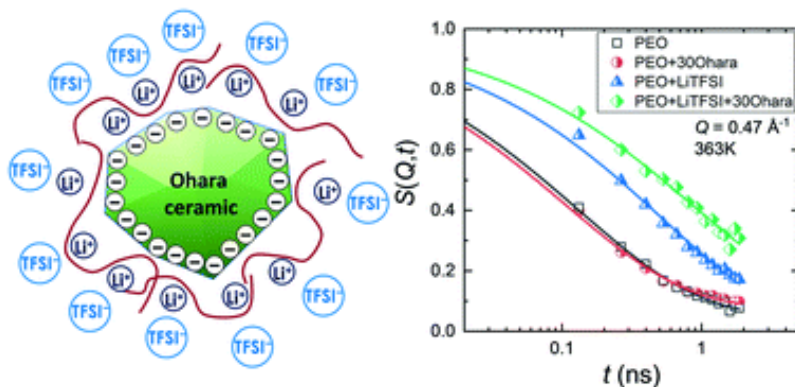 TFSI⁻
TFSI⁻
TFSI⁻
TFSI⁻
TFSI⁻
Li⁺
Li⁺
Li⁺
Li⁺
Li⁺
TFSI⁻
Li⁺
TFSI⁻
Ohara
ceramic
Li⁺
TFSI⁻
Li⁺
TFSI⁻
Li⁺
Li⁺
Li⁺
Li⁺
TFSI⁻
TFSI⁻
TFSI⁻
TFSI⁻
TFSI⁻
PEO
PEO+30Ohara
PEO+LiTFSI
PEO+LiTFSI+30Ohara
Q = 0.47 Å⁻¹
363K
S(Q,t)
1.0
0.8
0.6
0.4
0.2
0.0
0.1
1
t (ns)